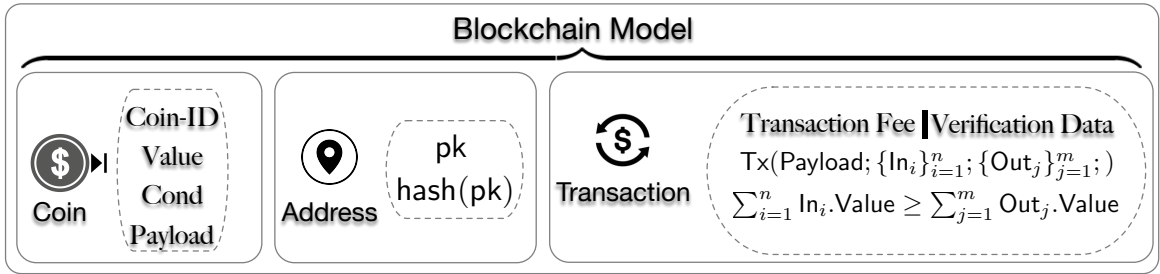 Blockchain Model
Coin-ID
Value
Cond
Payload
$
Coin
pk
hash(pk)
Address
$
Transaction
Transaction Fee | Verification Data
Tx(Payload; {In_i}_{i=1}^n; {Out_j}_{j=1}^m; )
∑_{i=1}^n In_i.Value ≥ ∑_{j=1}^m Out_j.Value